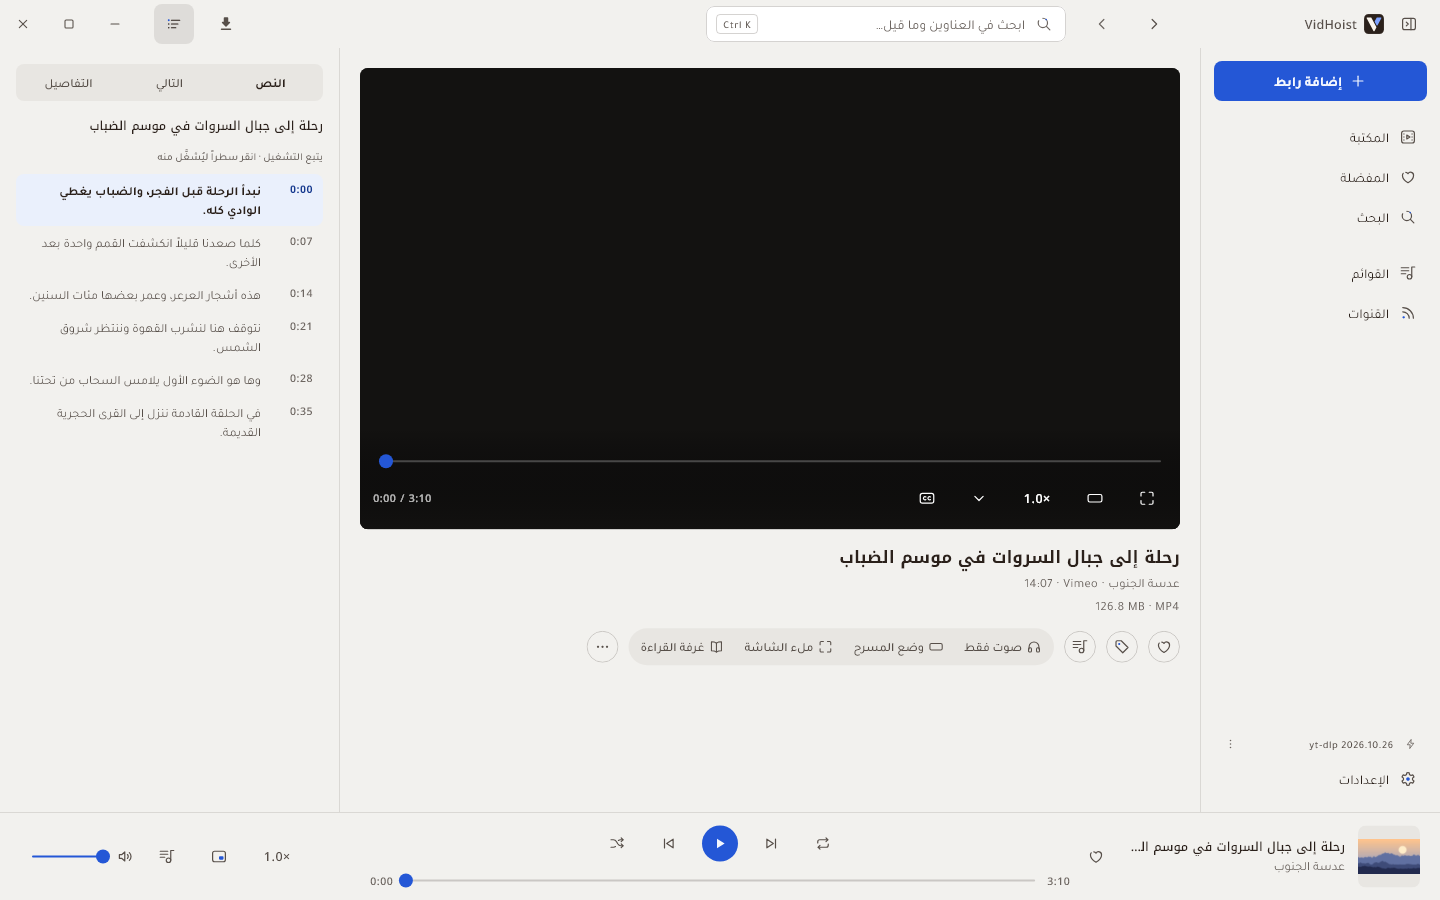 VidHoist
ابحث في العناوين وما قيل...
Ctrl K
إضافة رابط
المكتبة
المفضلة
البحث
القوائم
القنوات
yt-dlp 2026.10.26
الإعدادات
0:00 / 3:10
1.0×
رحلة إلى جبال السروات في موسم الضباب
عدسة الجنوب · Vimeo · 14:07
126.8 MB · MP4
صوت فقط
وضع المسرح
ملء الشاشة
غرفة القراءة
النص
التالي
التفاصيل
رحلة إلى جبال السروات في موسم الضباب
يتبع التشغيل · انقر سطراً ليُشغَّل منه
0:00
نبدأ الرحلة قبل الفجر، والضباب يغطي
الوادي كله.
0:07
كلما صعدنا قليلاً انكشفت القمم واحدة بعد
الأخرى.
0:14
هذه أشجار العرعر، وعمر بعضها مئات السنين.
0:21
نتوقف هنا لنشرب القهوة وننتظر شروق
الشمس.
0:28
وها هو الضوء الأول يلامس السحاب من تحتنا.
0:35
في الحلقة القادمة ننزل إلى القرى الحجرية
القديمة.
رحلة إلى جبال السروات في موسم الـ...
عدسة الجنوب
0:00
3:10
1.0×